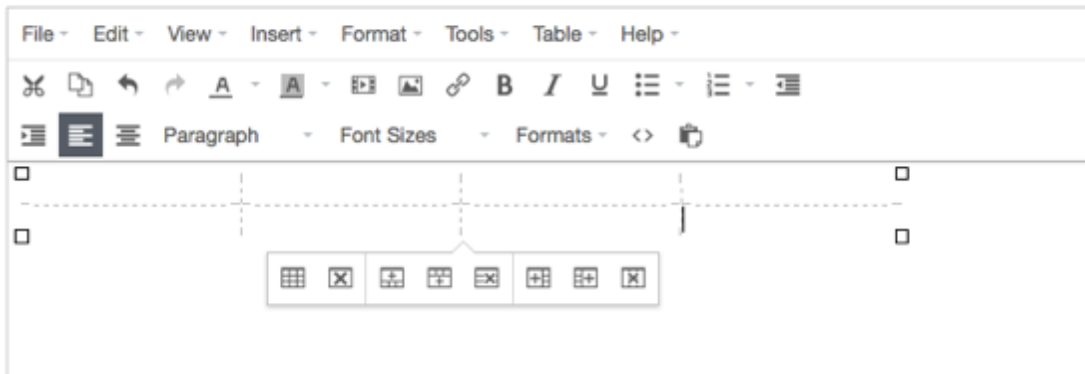 File Edit View Insert Format Tools Table Help
A A B I U
Paragraph Font Sizes Formats <>